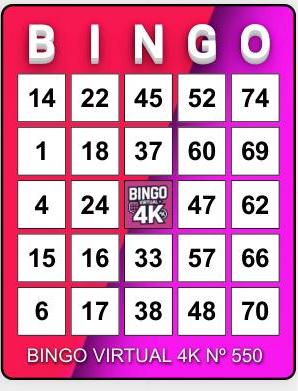 B I N G O
14 22 45 52 74
1 18 37 60 69
4 24 BINGO VIRTUAL 4K 47 62
15 16 33 57 66
6 17 38 48 70
BINGO VIRTUAL 4K Nº 550